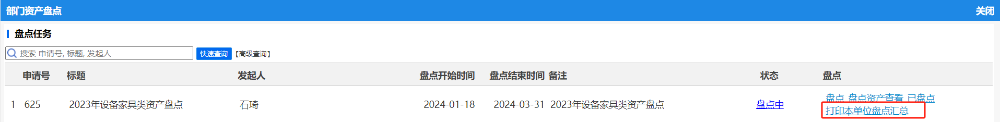 部门资产盘点 关闭
盘点任务
搜索 申请号, 标题, 发起人 快速查询 【高级查询】
申请号 标题 发起人 盘点开始时间 盘点结束时间 备注 状态 盘点
1 625 2023年设备家具类资产盘点 石琦 2024-01-18 2024-03-31 2023年设备家具类资产盘点 盘点中 盘点 盘点资产查看 已盘点
打印本单位盘点汇总